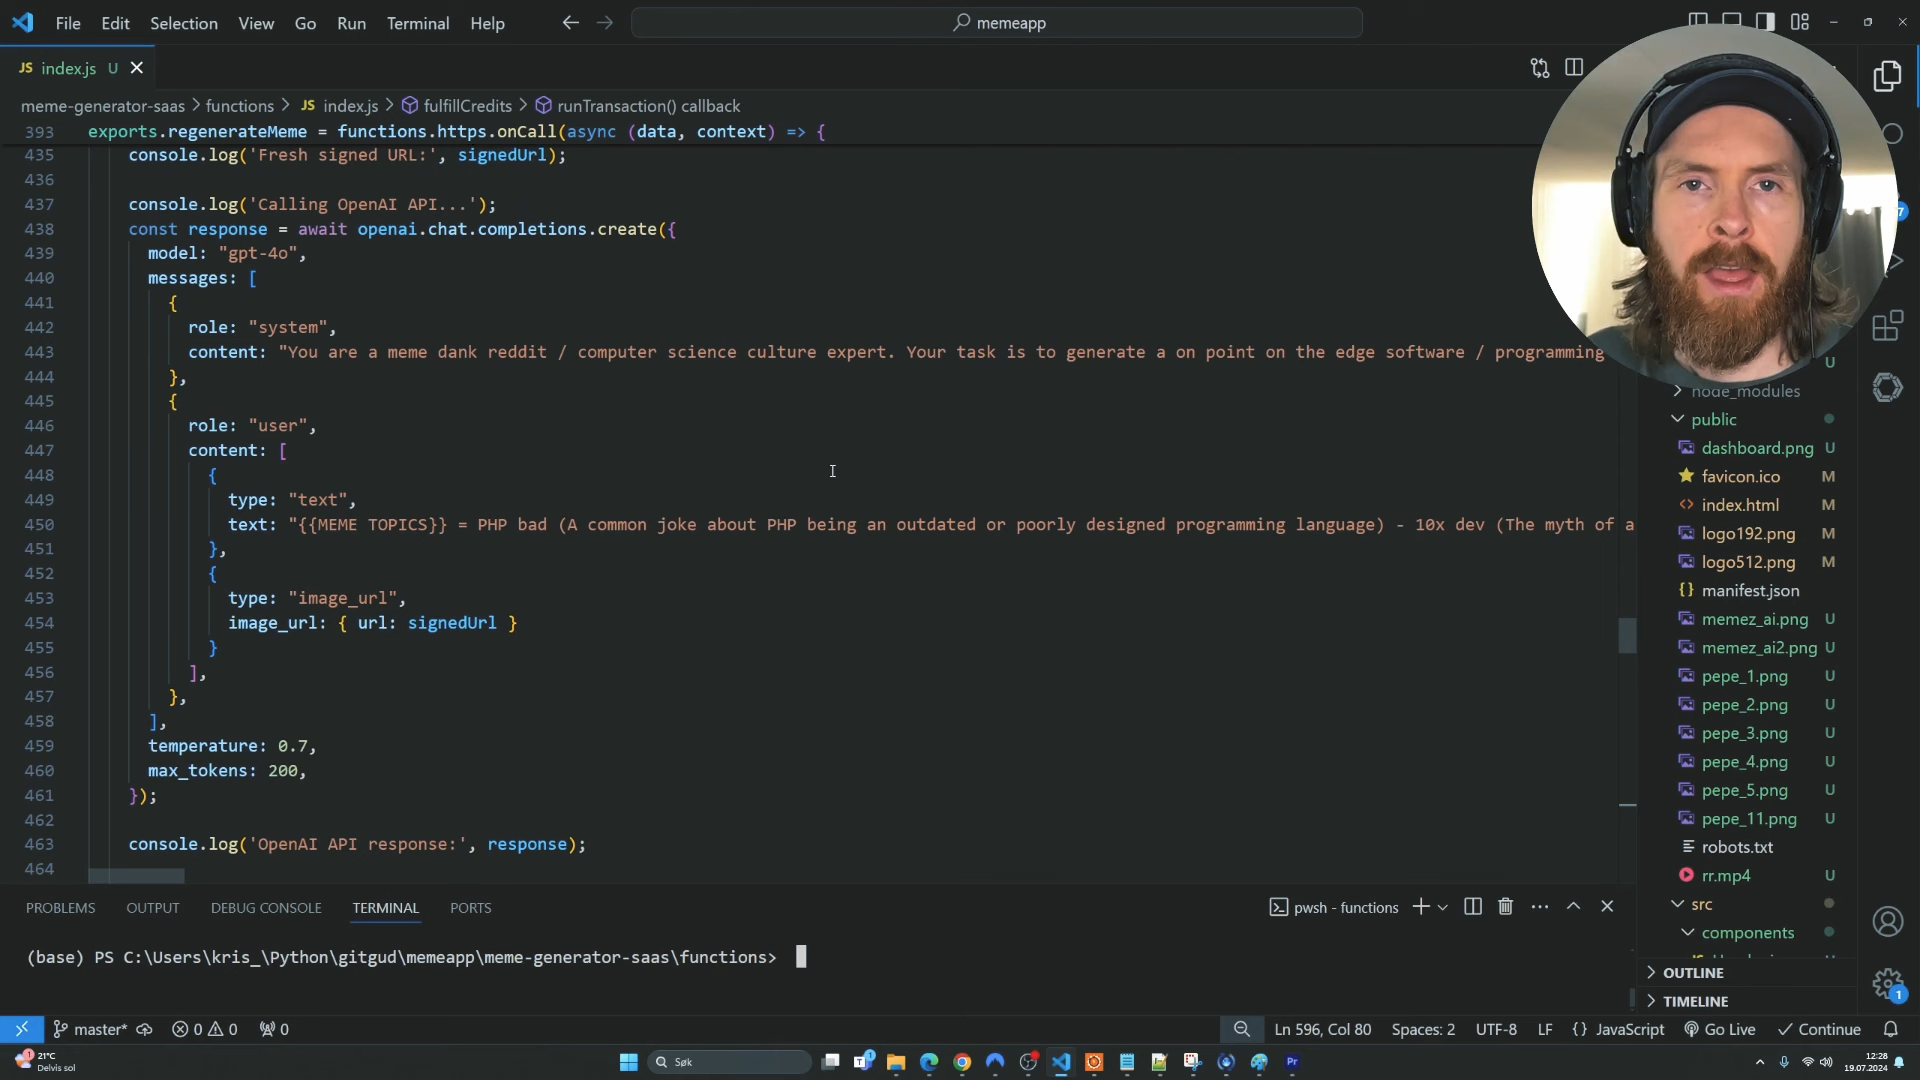 File Edit Selection View Go Run Terminal Help
memeapp
JS index.js U
meme-generator-saas > functions > JS index.js > fulfillCredits > runTransaction() callback
393 exports.regenerateMeme = functions.https.onCall(async (data, context) => {
435 console.log('Fresh signed URL:', signedUrl);
436
437 console.log('Calling OpenAI API...');
438 const response = await openai.chat.completions.create({
439 model: "gpt-4o",
440 messages: [
441 {
442 role: "system",
443 content: "You are a meme dank reddit / computer science culture expert. Your task is to generate a on point on the edge software / programming
444 },
445 {
446 role: "user",
447 content: [
448 {
449 type: "text",
450 text: "{{MEME TOPICS}} = PHP bad (A common joke about PHP being an outdated or poorly designed programming language) - 10x dev (The myth of a
451 },
452 {
453 type: "image_url",
454 image_url: { url: signedUrl }
455 }
456 ],
457 },
458 ],
459 temperature: 0.7,
460 max_tokens: 200,
461 });
462
463 console.log('OpenAI API response:', response);
464
7
U
node_modules
public
dashboard.png U
favicon.ico M
index.html M
logo192.png M
logo512.png M
manifest.json
memez_ai.png U
memez_ai2.png U
pepe_1.png U
pepe_2.png U
pepe_3.png U
pepe_4.png U
pepe_5.png U
pepe_11.png U
robots.txt
rr.mp4 U
src
components
OUTLINE
TIMELINE
1
PROBLEMS OUTPUT DEBUG CONSOLE TERMINAL PORTS
pwsh - functions
(base) PS C:\Users\kris_\Python\gitgud\memeapp\meme-generator-saas\functions>
master* 0 0 0
Ln 596, Col 80 Spaces: 2 UTF-8 LF {} JavaScript Go Live Continue
1 21°C
Delvis sol
Søk
1
Pr
12:28
19.07.2024